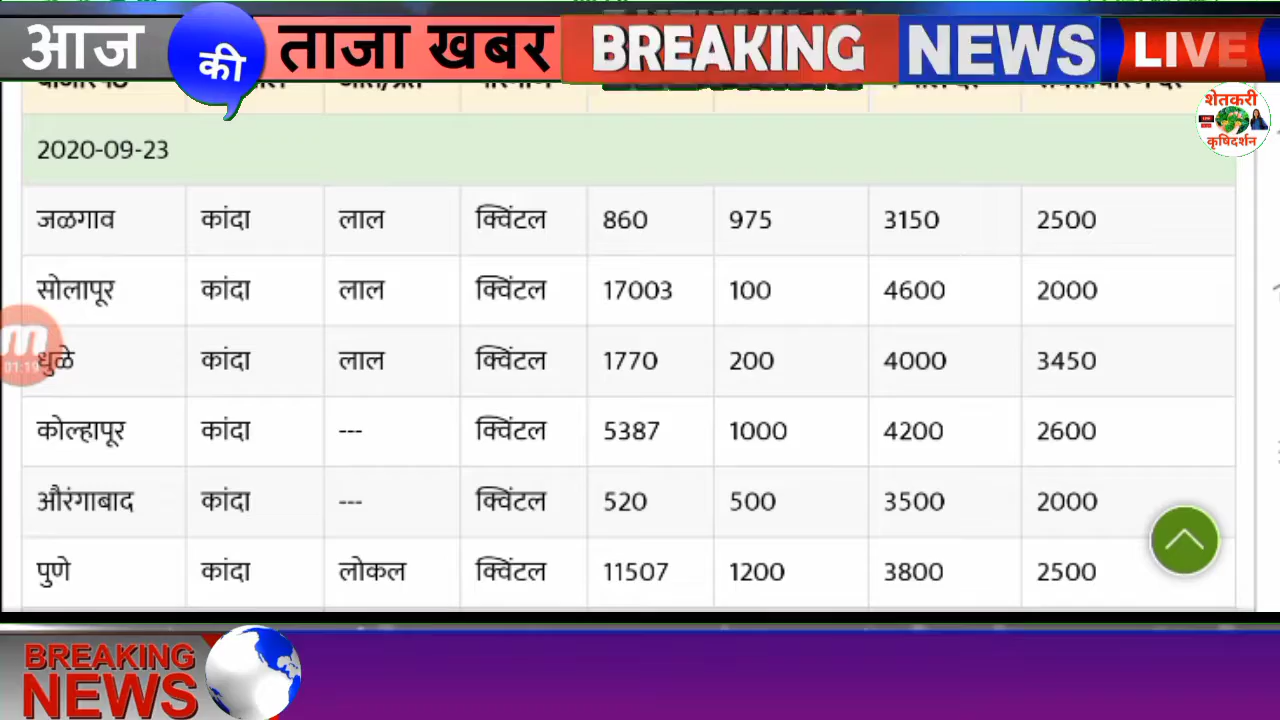 आज की ताजा खबर BREAKING NEWS LIVE
शेतकरी
कृषिदर्शन
2020-09-23
जळगाव कांदा लाल क्विंटल 860 975 3150 2500
सोलापूर कांदा लाल क्विंटल 17003 100 4600 2000
धुळे कांदा लाल क्विंटल 1770 200 4000 3450
01:19
कोल्हापूर कांदा --- क्विंटल 5387 1000 4200 2600
औरंगाबाद कांदा --- क्विंटल 520 500 3500 2000
पुणे कांदा लोकल क्विंटल 11507 1200 3800 2500
BREAKING
NEWS